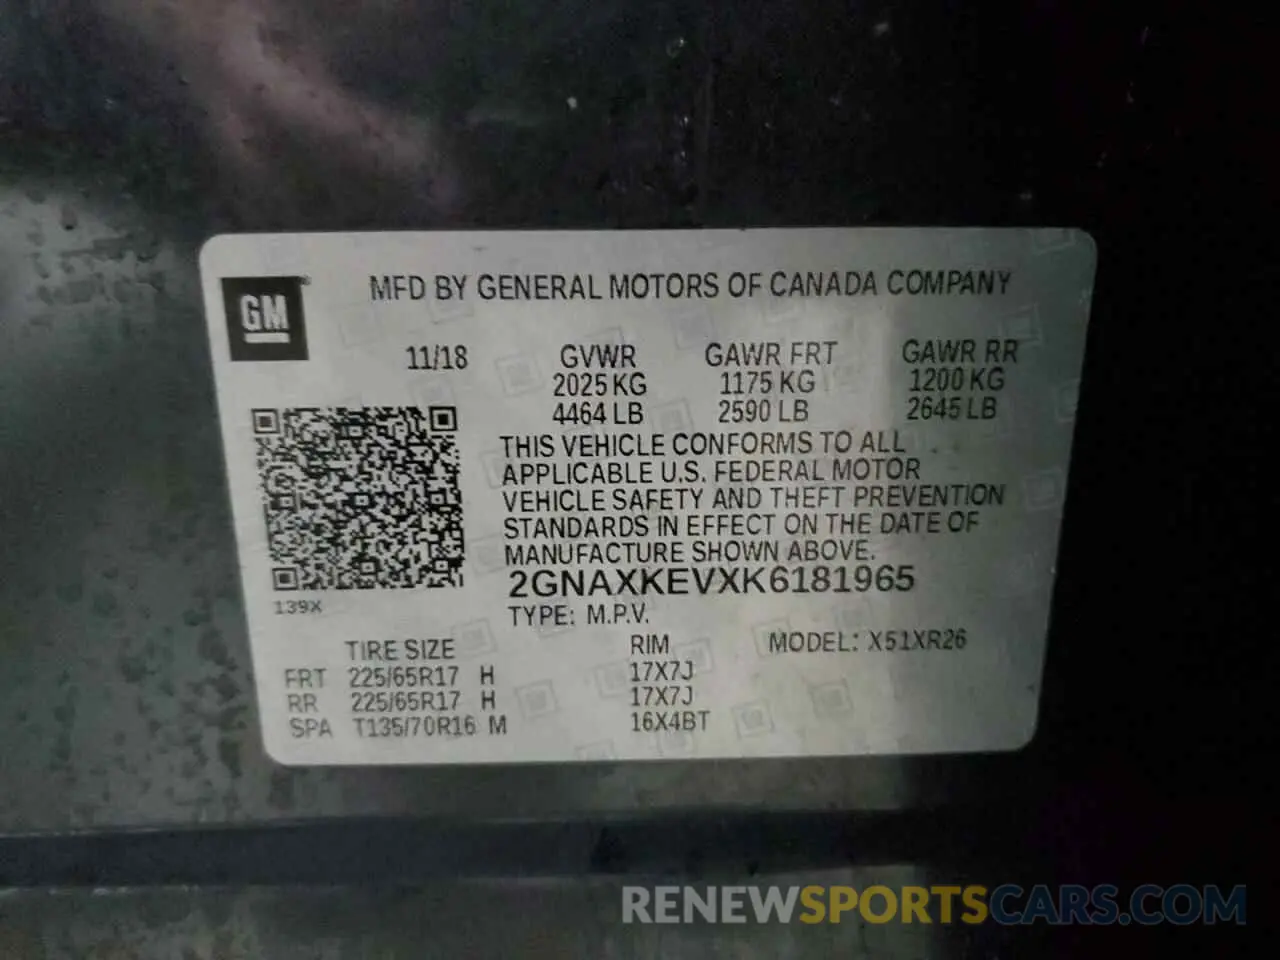 GM
MFD BY GENERAL MOTORS OF CANADA COMPANY
11/18 GVWR GAWR FRT GAWR RR
2025 KG 1175 KG 1200 KG
4464 LB 2590 LB 2645 LB
THIS VEHICLE CONFORMS TO ALL
APPLICABLE U.S. FEDERAL MOTOR
VEHICLE SAFETY AND THEFT PREVENTION
STANDARDS IN EFFECT ON THE DATE OF
MANUFACTURE SHOWN ABOVE.
2GNAXKEVXK6181965
139X
TYPE: M.P.V.
TIRE SIZE RIM MODEL: X51XR26
FRT 225/65R17 H 17X7J
RR 225/65R17 H 17X7J
SPA T135/70R16 M 16X4BT
RENEWSPORTSCARS.COM